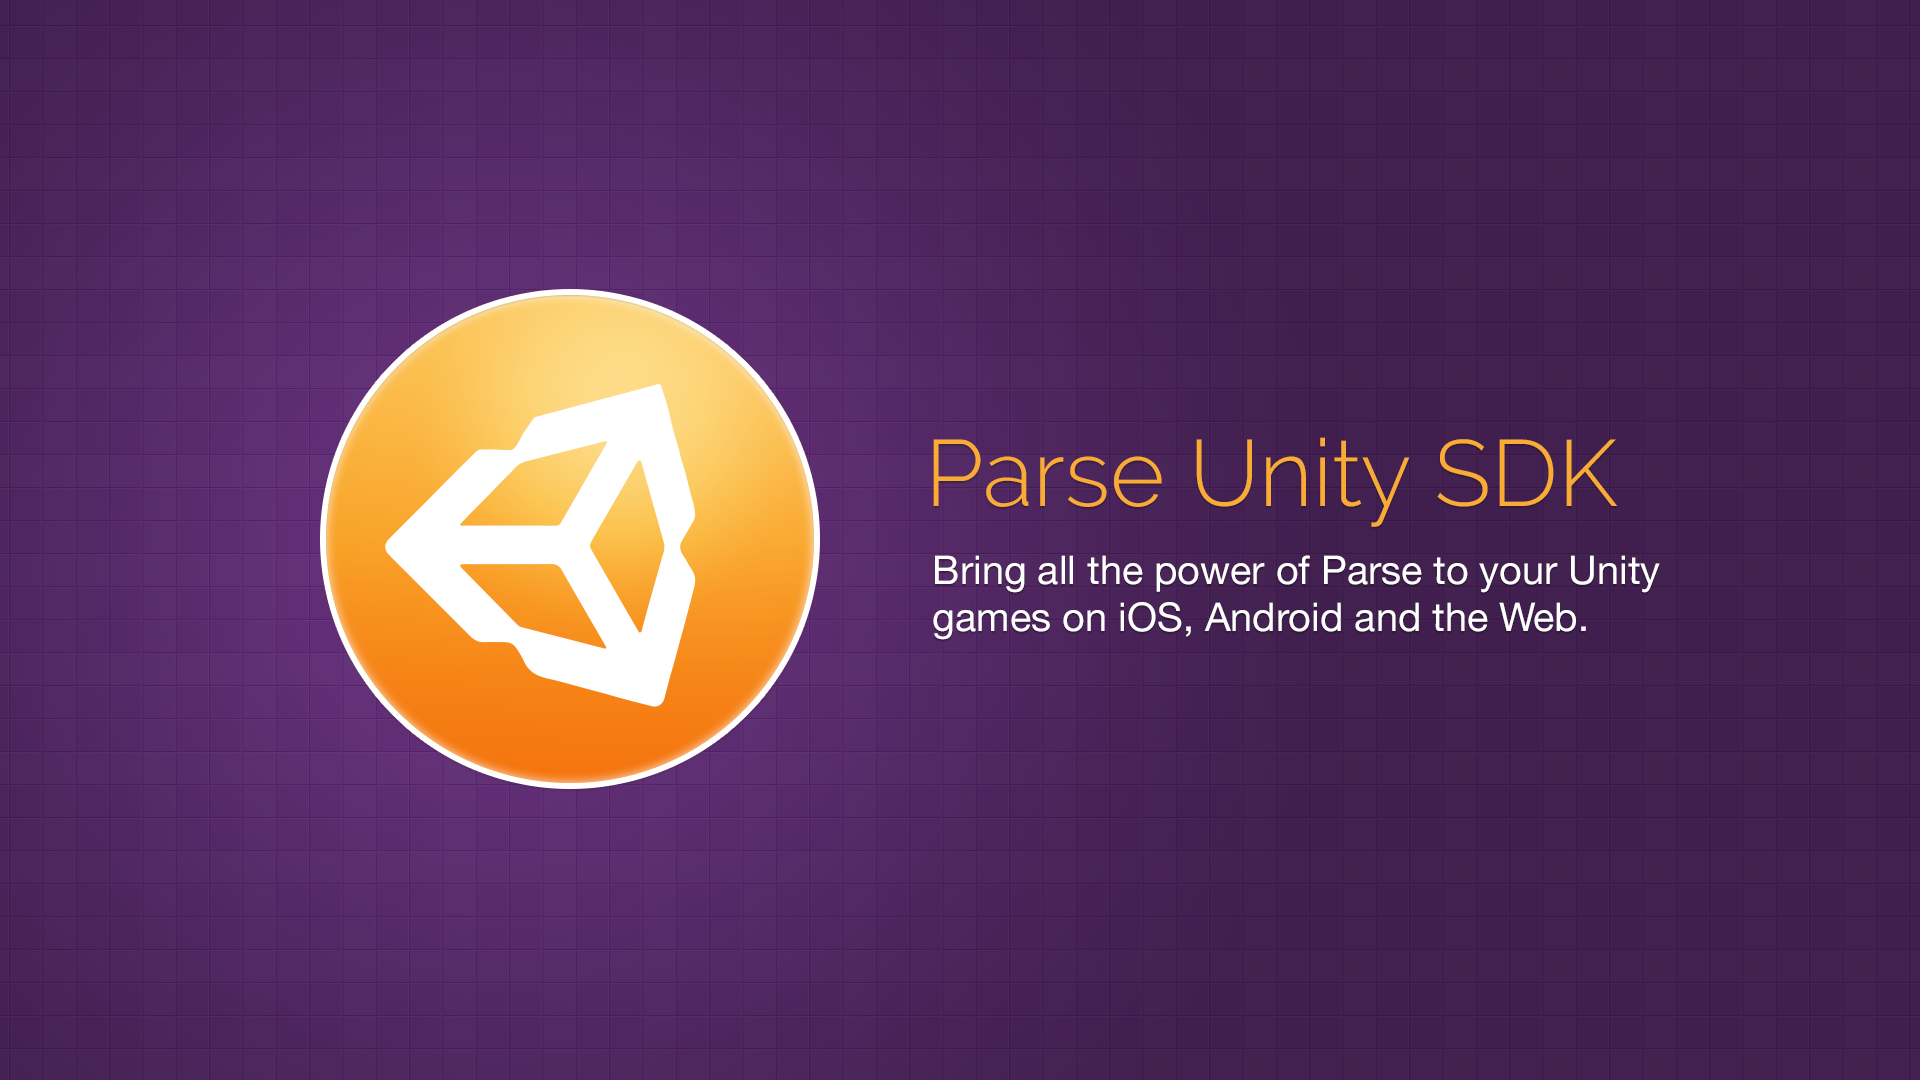 Parse Unity SDK
Bring all the power of Parse to your Unity
games on iOS, Android and the Web.